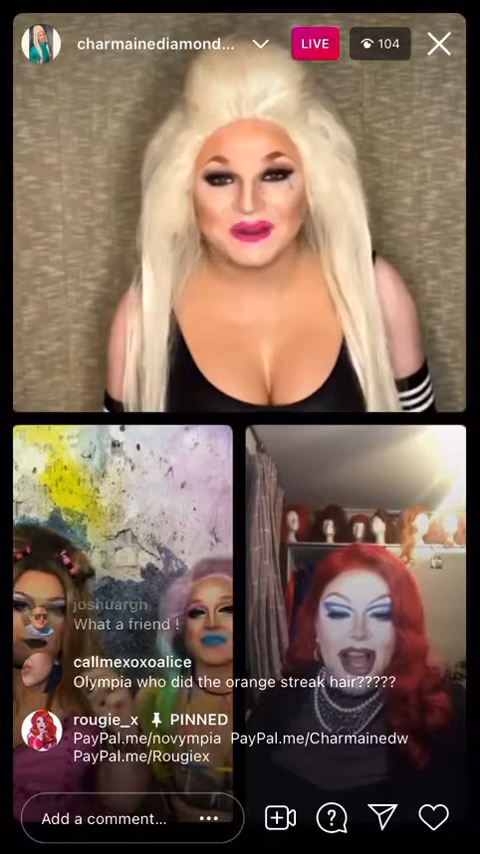 charmainediamond...
LIVE
104
joshuargh
What a friend !
callmexoxoalice
Olympia who did the orange streak hair?????
rougie_x PINNED
PayPal.me/novympia PayPal.me/Charmainedw
PayPal.me/Rougiex
Add a comment...